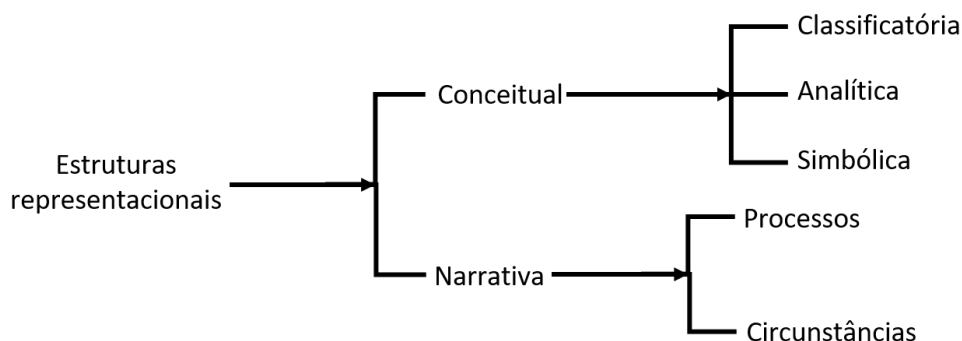 Estruturas
representacionais
Conceitual
Classificatória
Analítica
Simbólica
Narrativa
Processos
Circunstâncias